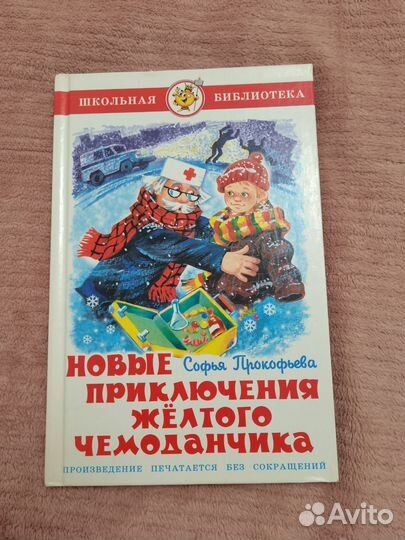 ШКОЛЬНАЯ БИБЛИОТЕКА
НОВЫЕ Софья Прокофьева
ПРИКЛЮЧЕНИЯ
ЖЁЛТОГО
ЧЕМОДАНЧИКА
ПРОИЗВЕДЕНИЕ ПЕЧАТАЕТСЯ БЕЗ СОКРАЩЕНИЙ
Avito